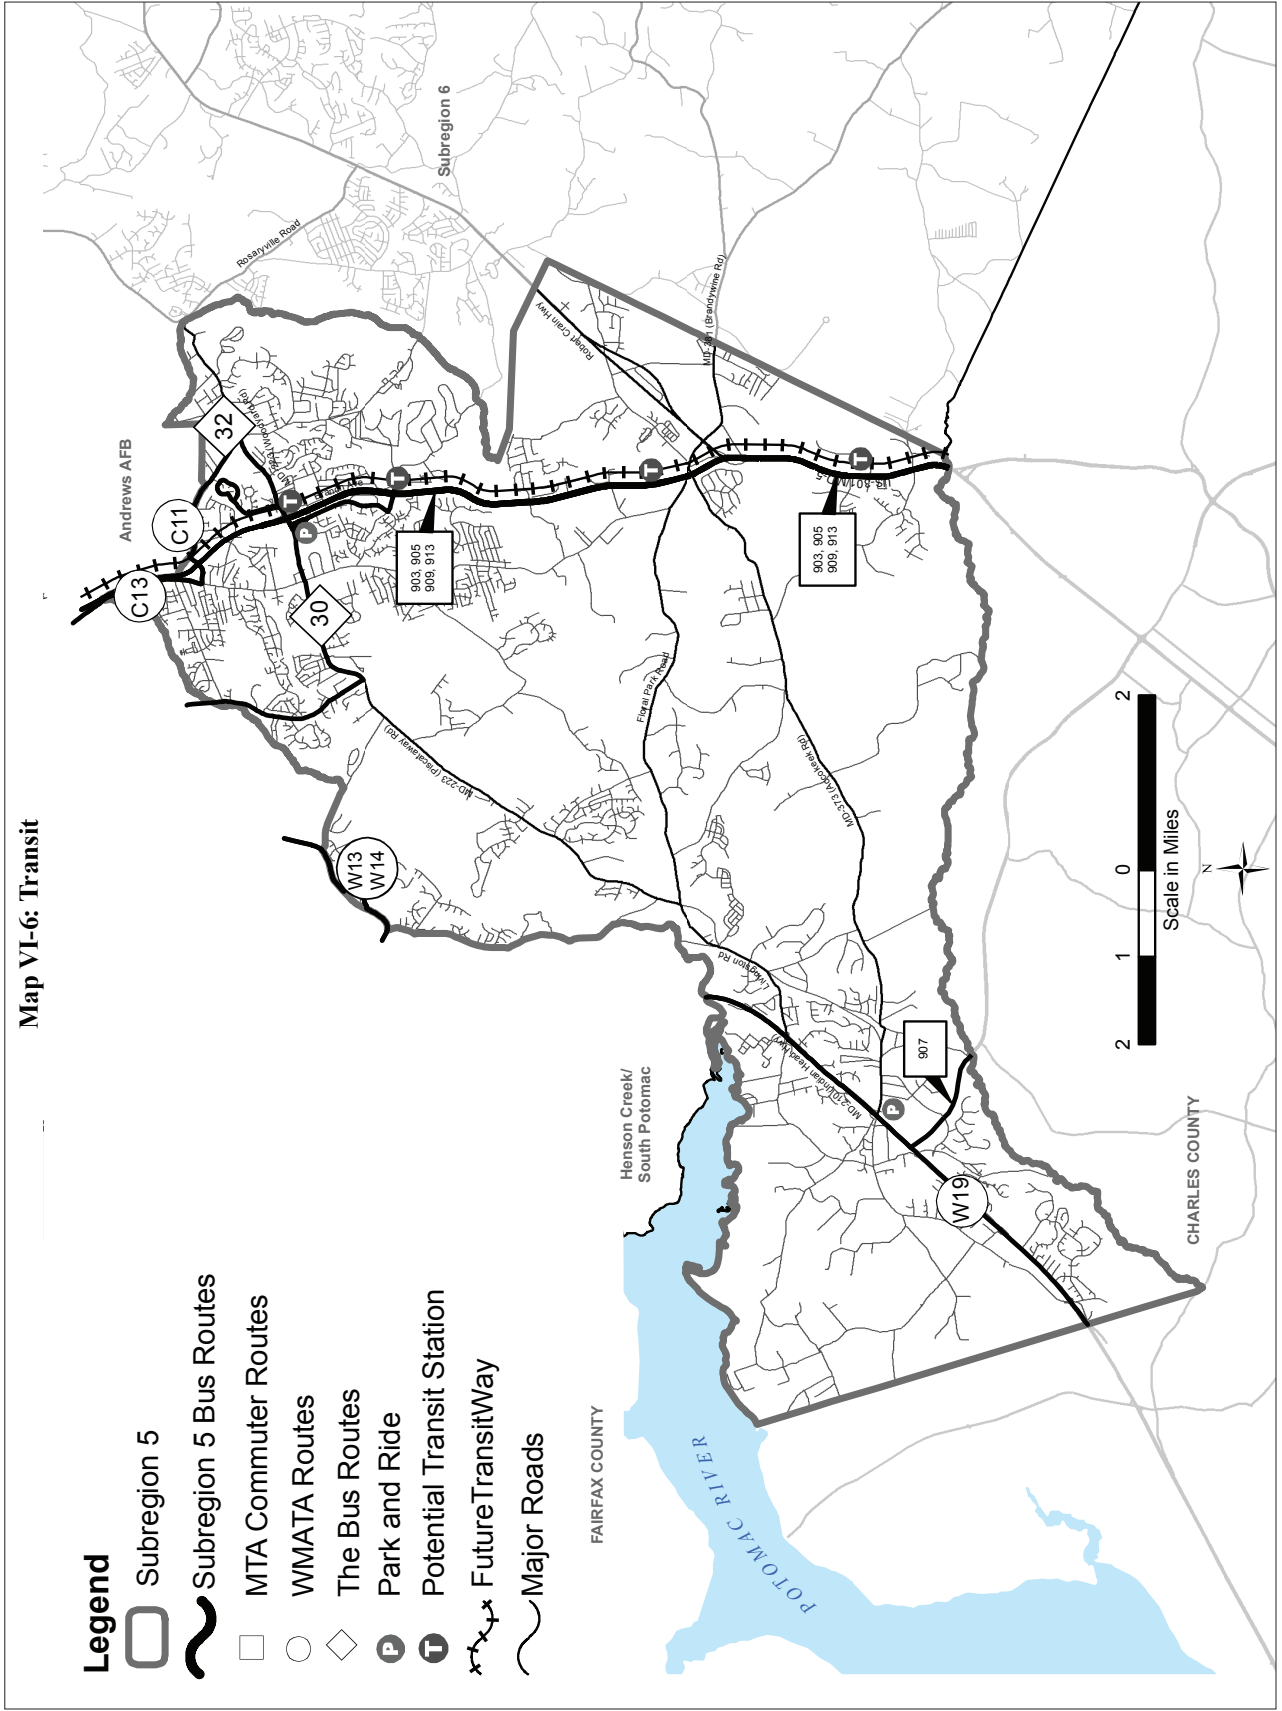 Map VI-6: Transit
Legend
Subregion 5
Subregion 5 Bus Routes
MTA Commuter Routes
WMATA Routes
The Bus Routes
P
Park and Ride
T
Potential Transit Station
FutureTransitWay
Major Roads
FAIRFAX COUNTY
POTOMAC RIVER
Henson Creek/
South Potomac
CHARLES COUNTY
Andrews AFB
Subregion 6
Rosaryville Road
Robert Crain Hwy
MD-381 (Brandywine Rd)
C13
C11
32
30
W13
W14
W19
907
903, 905
909, 913
903, 905
909, 913
P
T
T
T
T
P
MD-223 (Piscataway Rd)
Floral Park Road
MD-373 (Accokeek Rd)
Livingston Rd
MD-210 (Indian Head Hwy)
2
1
0
2
Scale in Miles
N